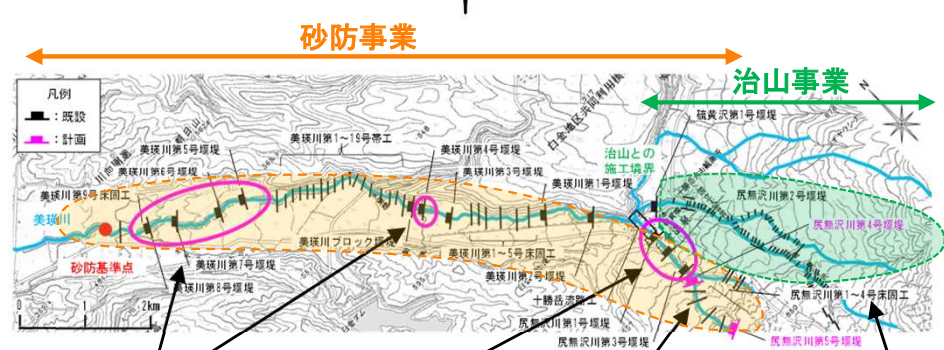 砂防事業
治山事業
凡例
：既設
：計画
白金地区共同利用模
硫黄沢第1号堰堤
美瑛川第1～19号帯工
美瑛川第4号堰堤
美瑛川第5号堰堤
治山との
施工境界
美瑛川第6号堰堤
美瑛川第3号堰堤
美瑛川第1号堰堤
美瑛川第9号床固工
尻無沢川第2号堰堤
美瑛川
尻無沢川第4号堰堤
美瑛川ブロック堰堤
美瑛川第1～5号床固工
砂防基準点
美瑛川第7号堰堤
美瑛川第2号堰堤
美瑛川第8号堰堤
十勝岳流路工
尻無沢川第1～4号床固工
0 1 2km
尻無沢川第1号堰堤
尻無沢川第3号堰堤
尻無沢川第5号堰堤